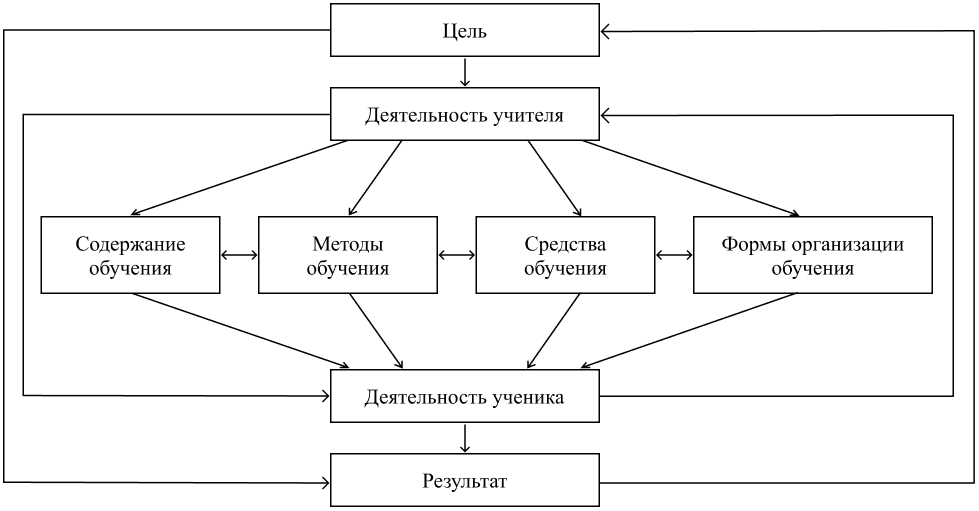 Цель
Деятельность учителя
Содержание
обучения
Методы
обучения
Средства
обучения
Формы организации
обучения
Деятельность ученика
Результат